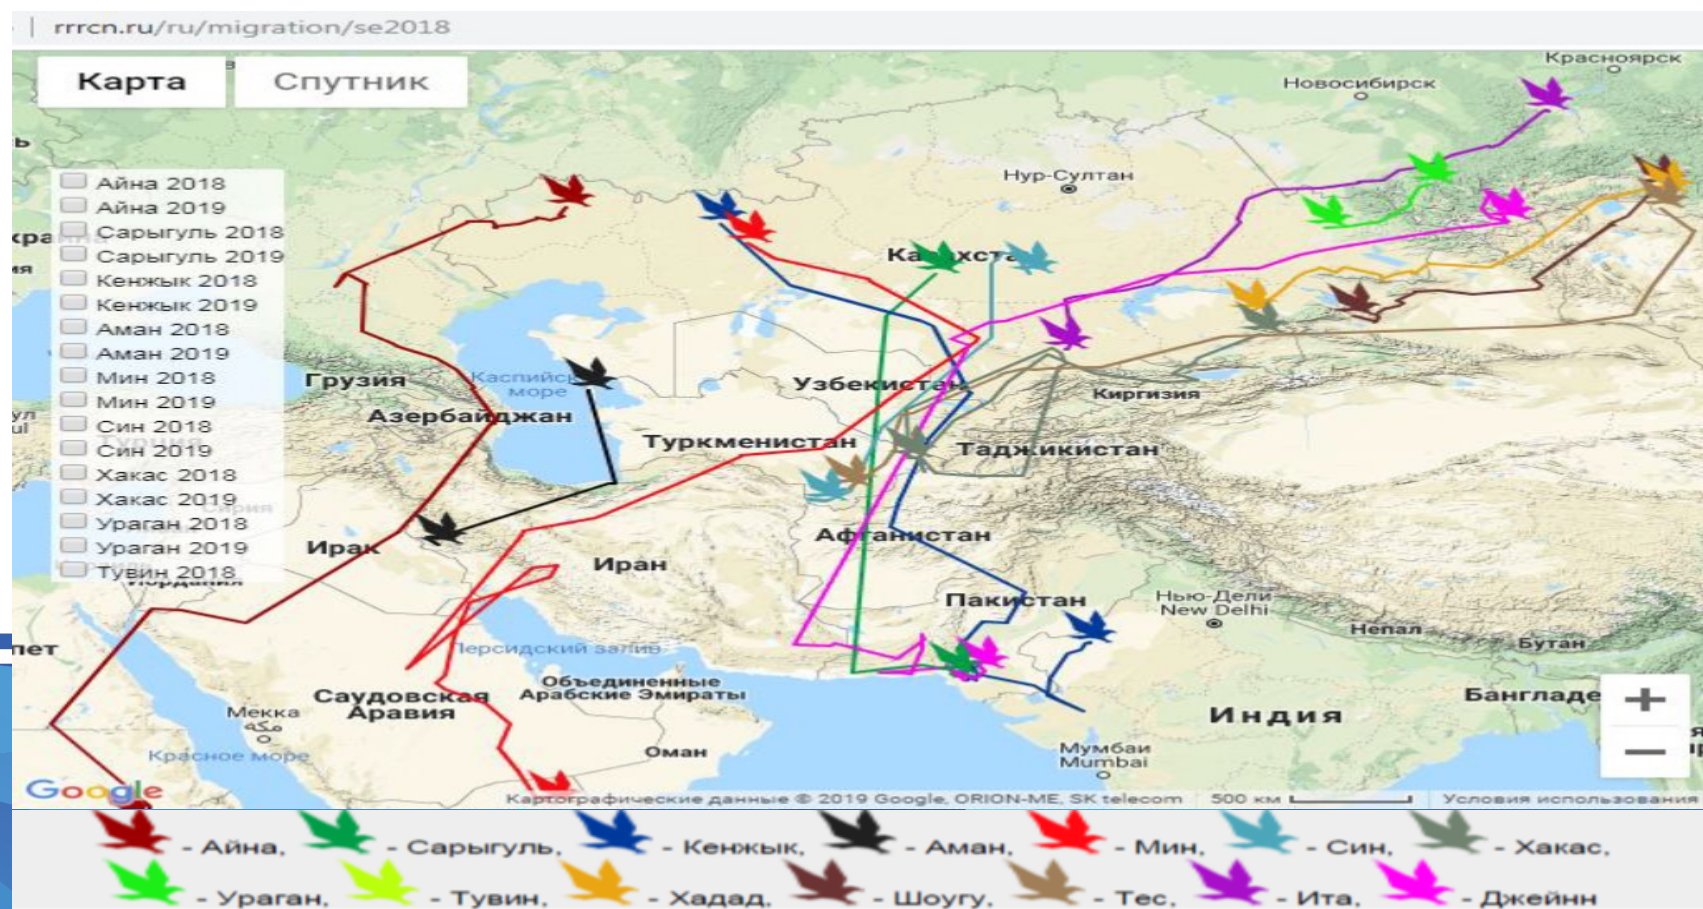 rrrcn.ru/ru/migration/se2018
Карта
Спутник
Красноярск
Новосибирск
Нур-Султан
Айна 2018
Айна 2019
Сарыгуль 2018
Сарыгуль 2019
Кенжык 2018
Кенжык 2019
Аман 2018
Аман 2019
Мин 2018
Мин 2019
Син 2018
Син 2019
Хакас 2018
Хакас 2019
Ураган 2018
Ураган 2019
Тувин 2018
Грузия
Азербайджан
море
Узбекистан
Киргизия
Туркменистан
Таджикистан
Сирия
Ирак
Иран
Афганистан
Пакистан
Нью-Дели
New Delhi
Непал
Бутан
Персидский залив
Объединенные
Арабские Эмираты
Саудовская
Аравия
Мекка
مكة
Красное море
Оман
Индия
Бангладе
Мумбаи
Mumbai
Google
Картографические данные © 2019 Google, ORION-ME, SK telecom
500 км
Условия использования
- Айна, - Сарыгуль, - Кенжык, - Аман, - Мин, - Син, - Хакас,
- Ураган, - Тувин, - Хадад, - Шоугу, - Тес, - Ита, - Джейнн